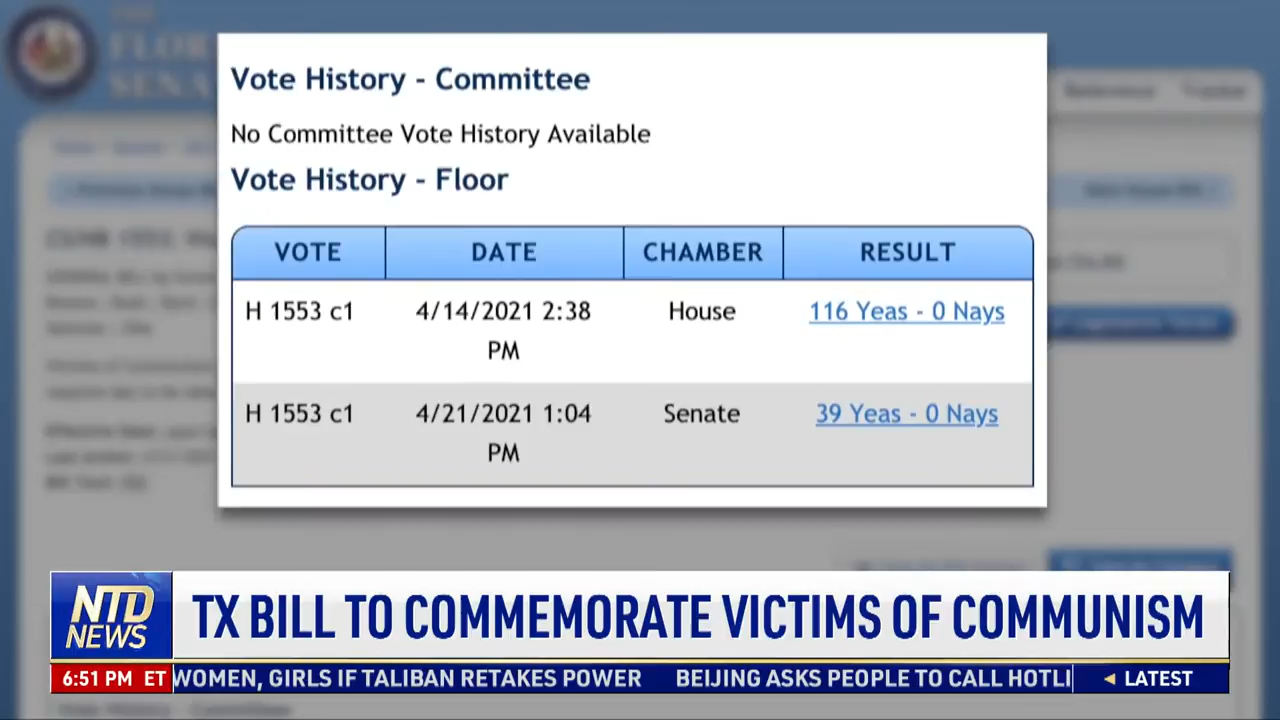 Vote History - Committee
No Committee Vote History Available
Vote History - Floor
VOTE DATE CHAMBER RESULT
H 1553 c1 4/14/2021 2:38 PM House 116 Yeas - 0 Nays
H 1553 c1 4/21/2021 1:04 PM Senate 39 Yeas - 0 Nays
NTD NEWS
TX BILL TO COMMEMORATE VICTIMS OF COMMUNISM
6:51 PM ET WOMEN, GIRLS IF TALIBAN RETAKES POWER BEIJING ASKS PEOPLE TO CALL HOTLI LATEST